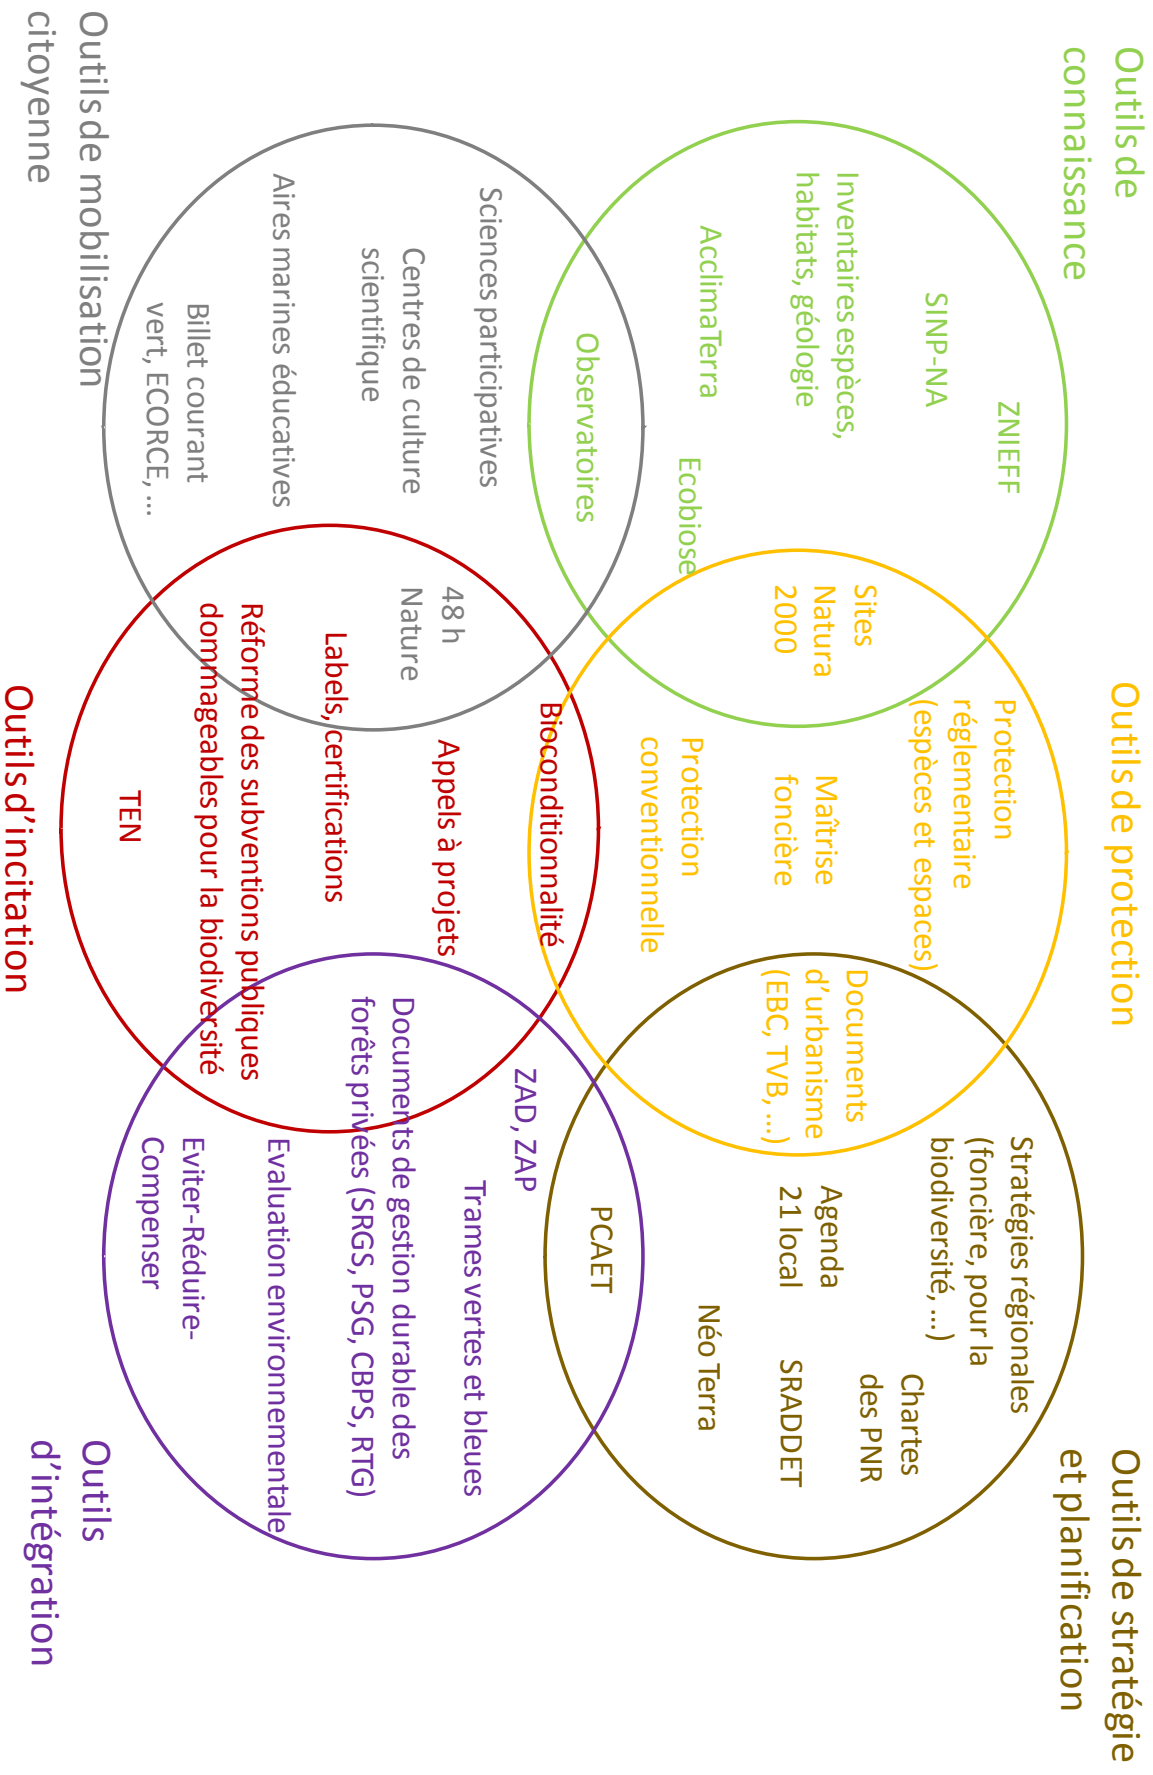 Outils de
connaissance
ZNIEFF
SINP-NA
Inventaires espèces,
habitats, géologie
AcclimaTerra
Ecobiose
Observatoires
Outils de protection
Sites
Natura
2000
Protection
réglementaire
(espèces et espaces)
Maîtrise
foncière
Protection
conventionnelle
Documents
d'urbanisme
(EBC, TVB, ...)
Outils de stratégie
et planification
Stratégies régionales
(foncière, pour la
biodiversité, ...)
Chartes
des PNR
Agenda
21 local
SRADDET
Néo Terra
PCAET
Outils de mobilisation
citoyenne
Sciences participatives
Centres de culture
scientifique
Aires marines éducatives
Billet courant
vert, ECORCE, ...
48 h
Nature
Outils d'incitation
Bioconditionnalité
Appels à projets
Labels, certifications
Réforme des subventions publiques
dommageables pour la biodiversité
TEN
Outils
d'intégration
ZAD, ZAP
Trames vertes et bleues
Documents de gestion durable des
forêts privées (SRGS, PSG, CBPS, RTG)
Evaluation environnementale
Eviter-Réduire-
Compenser